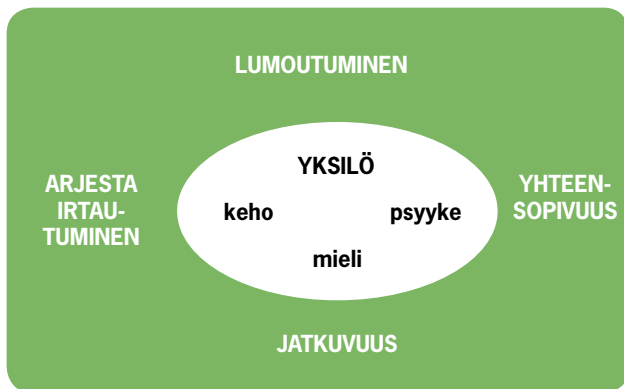 LUMOUTUMINEN
YKSILÖ
ARJESTA
IRTAU-
TUMINEN
keho
psyyke
YHTEEN-
SOPIVUUS
mieli
JATKUVUUS